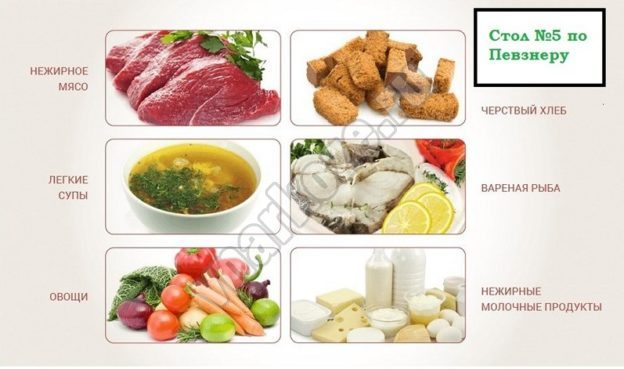 Стол №5 по
Певзнеру
НЕЖИРНОЕ
МЯСО
ЧЕРСТВЫЙ ХЛЕБ
ЛЕГКИЕ
СУПЫ
ВАРЕНАЯ РЫБА
ОВОЩИ
НЕЖИРНЫЕ
МОЛОЧНЫЕ ПРОДУКТЫ